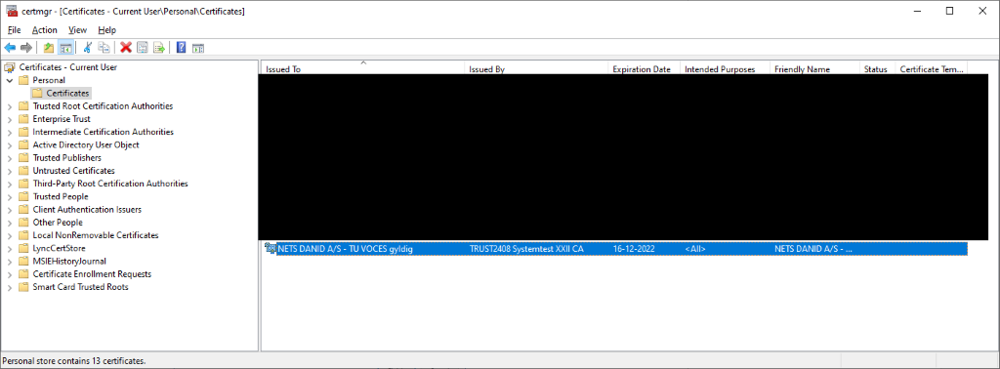 certmgr - [Certificates - Current User\Personal\Certificates]
File Action View Help
Certificates - Current User
Personal
Certificates
Trusted Root Certification Authorities
Enterprise Trust
Intermediate Certification Authorities
Active Directory User Object
Trusted Publishers
Untrusted Certificates
Third-Party Root Certification Authorities
Trusted People
Client Authentication Issuers
Other People
Local NonRemovable Certificates
LyncCertStore
MSIEHistoryJournal
Certificate Enrollment Requests
Smart Card Trusted Roots
Issued To Issued By Expiration Date Intended Purposes Friendly Name Status Certificate Tem...
NETS DANID A/S - TU VOCES gyldig TRUST2408 Systemtest XXII CA 16-12-2022 <All> NETS DANID A/S - ...
Personal store contains 13 certificates.